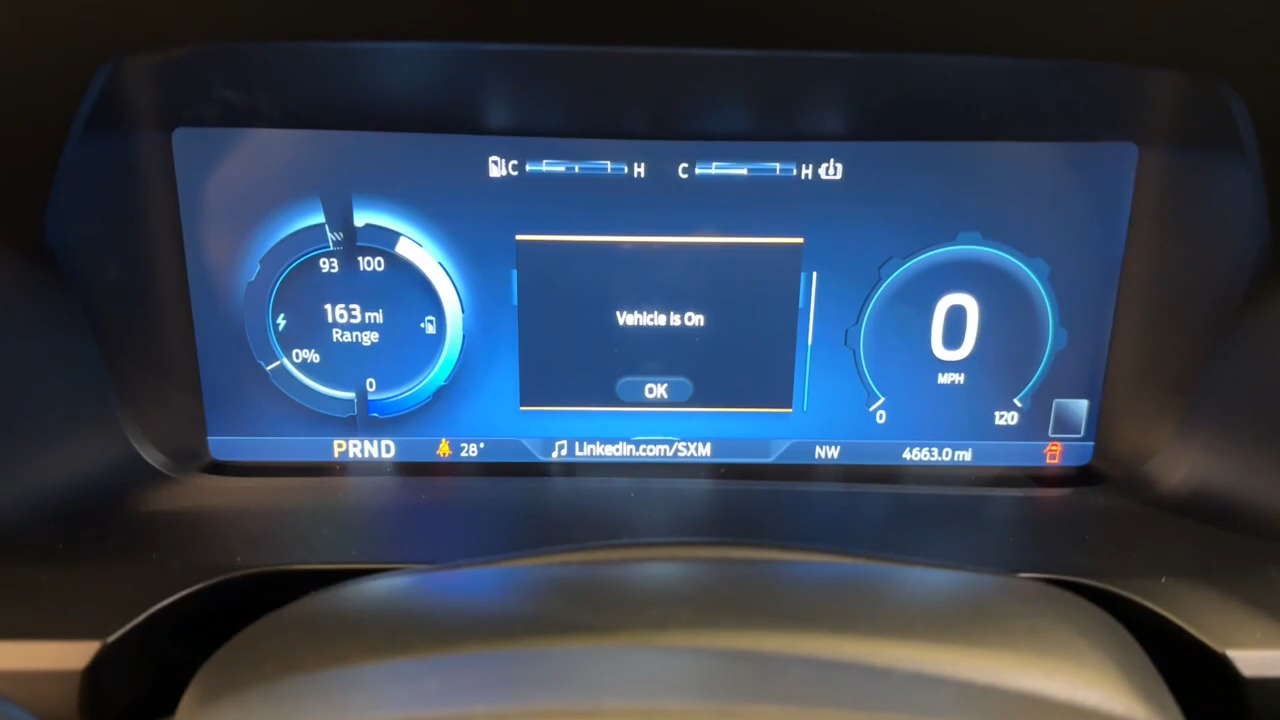 C H C H
93 100
163 mi
Range
0%
0
Vehicle is On
OK
0
MPH
0 120
PRND 28° LinkedIn.com/SXM NW 4663.0 mi